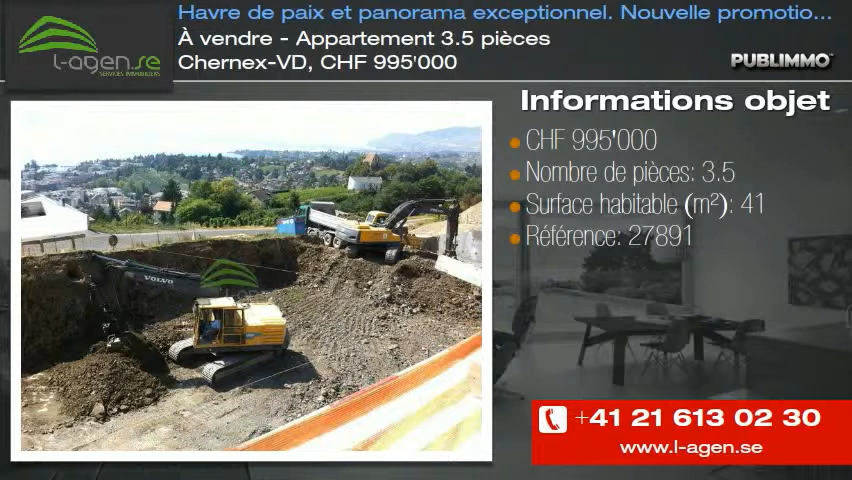 Havre de paix et panorama exceptionnel. Nouvelle promotio...
À vendre - Appartement 3.5 pièces
Chernex-VD, CHF 995'000
l-agen.se
SERVICES IMMOBILIERS
PUBLIMMO
Informations objet
CHF 995'000
Nombre de pièces: 3.5
Surface habitable (m²): 41
Référence: 27891
VOLVO
+41 21 613 02 30
www.l-agen.se